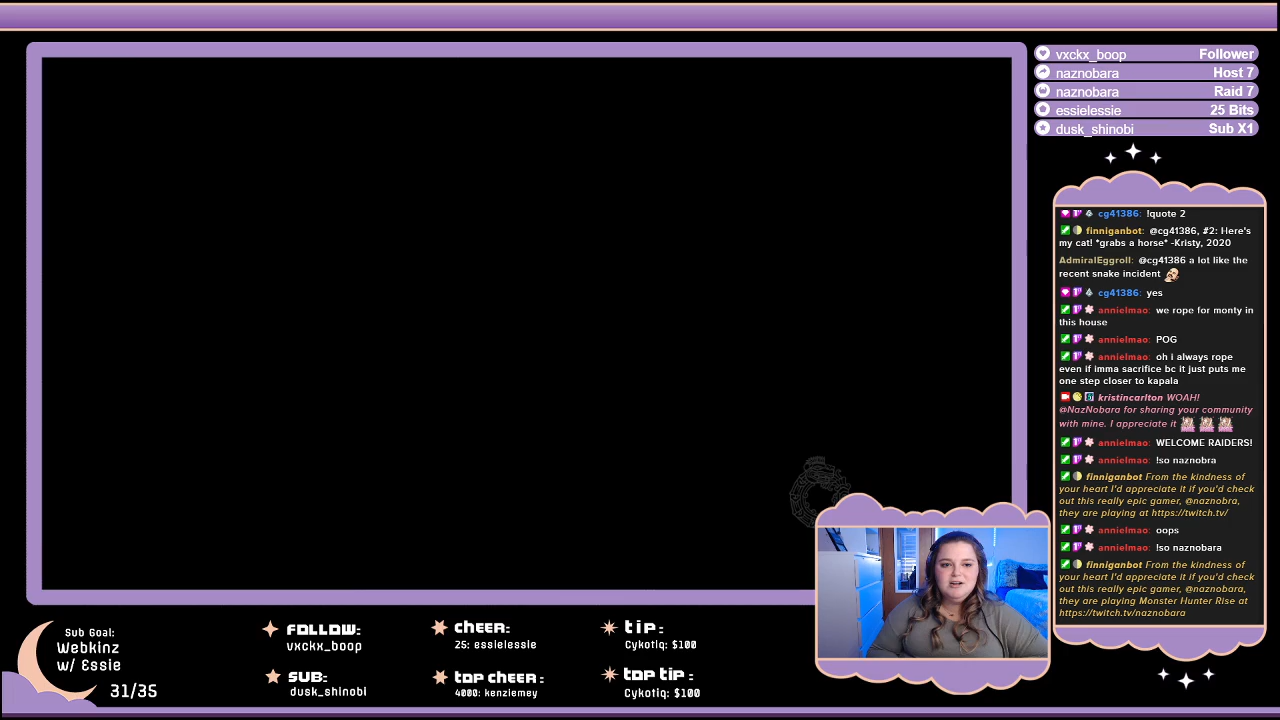 vxckx_boop Follower
naznobara Host 7
naznobara Raid 7
essielessie 25 Bits
dusk_shinobi Sub X1
cg41386: !quote 2
finniganbot: @cg41386, #2: Here's
my cat! *grabs a horse* -Kristy, 2020
AdmiralEggroll: @cg41386 a lot like the
recent snake incident
cg41386: yes
annielmao: we rope for monty in
this house
annielmao: POG
annielmao: oh i always rope
even if imma sacrifice bc it just puts me
one step closer to kapala
kristincarlton WOAH!
@NazNobara for sharing your community
with mine. I appreciate it
annielmao: WELCOME RAIDERS!
annielmao: !so naznobra
finniganbot From the kindness of
your heart I'd appreciate it if you'd check
out this really epic gamer, @naznobra,
they are playing at https://twitch.tv/
annielmao: oops
annielmao: !so naznobara
finniganbot From the kindness of
your heart I'd appreciate it if you'd check
out this really epic gamer, @naznobara,
they are playing Monster Hunter Rise at
https://twitch.tv/naznobara
Sub Goal:
Webkinz
w/ Essie
31/35
FOLLOW:
vxckx_boop
SUB:
dusk_shinobi
CHEER:
25: essielessie
TOP CHEER:
4000: kenziemey
TIP:
Cykotiq: $100
TOP TIP:
Cykotiq: $100